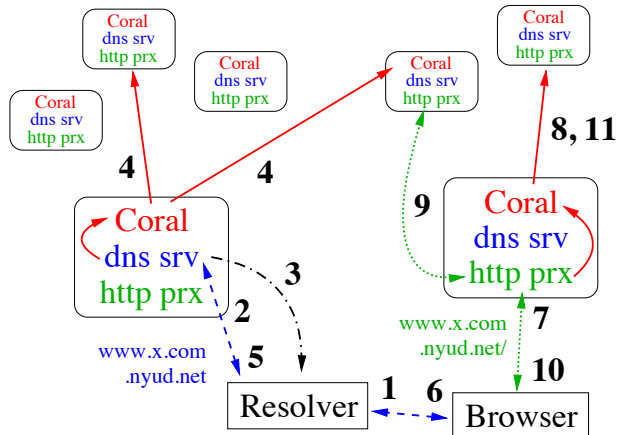 Coral
dns srv
http prx
Coral
dns srv
http prx
Coral
dns srv
http prx
Coral
dns srv
http prx
Coral
dns srv
http prx
4
4
8, 11
9
Coral
dns srv
http prx
Coral
dns srv
http prx
3
2
7
www.x.com
.nyud.net
5
www.x.com
.nyud.net/
10
1
6
Resolver
Browser